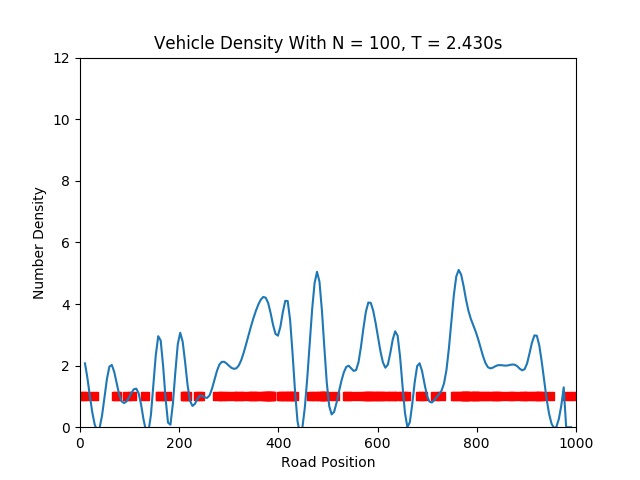 Vehicle Density With N = 100, T = 2.430s
12
10
8
6
4
2
0
Number Density
0 200 400 600 800 1000
Road Position